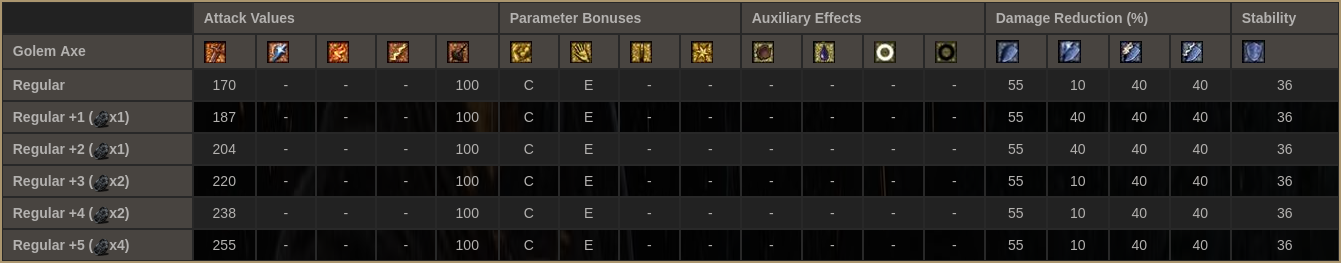 Attack Values Parameter Bonuses Auxiliary Effects Damage Reduction (%) Stability
Golem Axe
Regular 170 - - - 100 C E - - - - - - 55 10 40 40 36
Regular +1 (x1) 187 - - - 100 C E - - - - - - 55 40 40 40 36
Regular +2 (x1) 204 - - - 100 C E - - - - - - 55 40 40 40 36
Regular +3 (x2) 220 - - - 100 C E - - - - - - 55 10 40 40 36
Regular +4 (x2) 238 - - - 100 C E - - - - - - 55 10 40 40 36
Regular +5 (x4) 255 - - - 100 C E - - - - - - 55 10 40 40 36